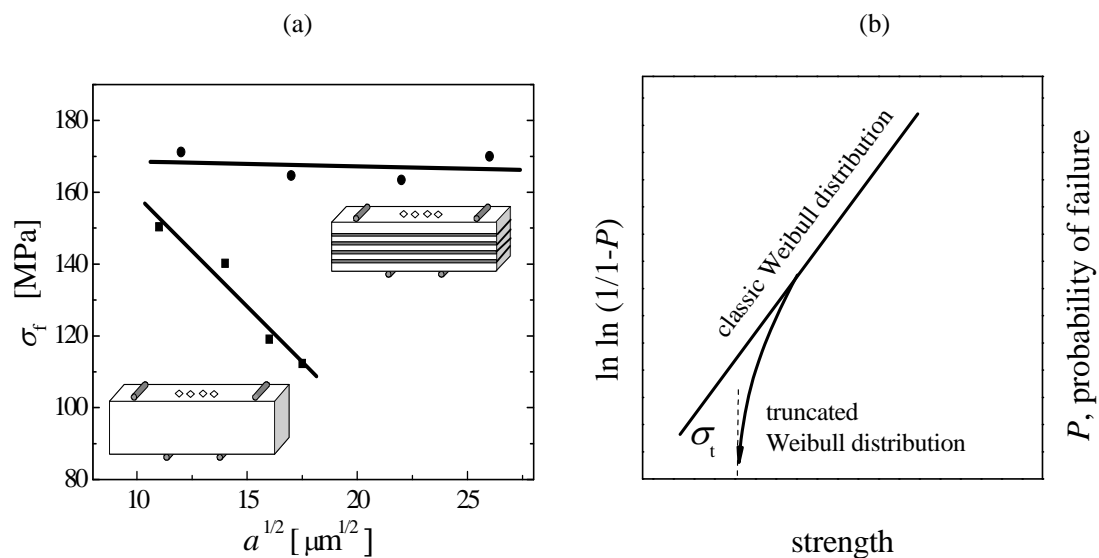 (a)
180
160
140
120
100
80
10
15
20
25
σf [MPa]
a 1/2 [ μm1/2]
(b)
classic Weibull distribution
σt
truncated
Weibull distribution
ln ln (1/1-P)
P, probability of failure
strength